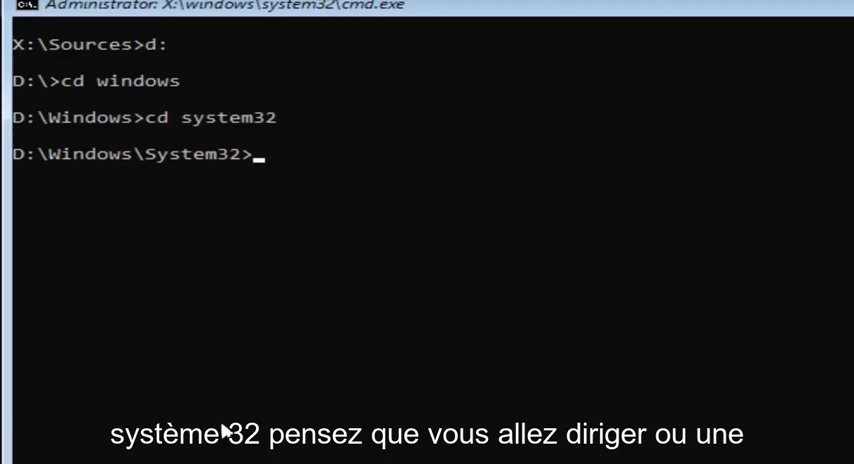 Administrator: X:\windows\system32\cmd.exe
X:\Sources>d:
D:\>cd windows
D:\Windows>cd system32
D:\Windows\System32>
système 32 pensez que vous allez diriger ou une